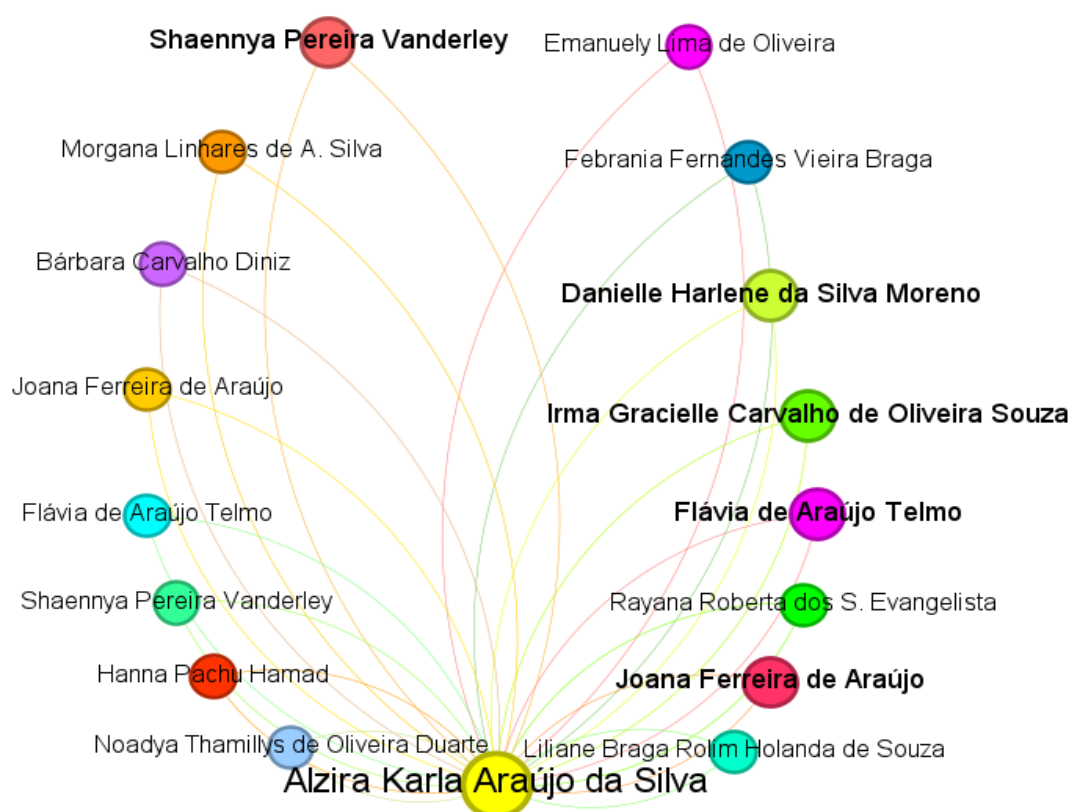 Shaennya Pereira Vanderley
Emanuely Lima de Oliveira
Morgana Linhares de A. Silva
Febrania Fernandes Vieira Braga
Bárbara Carvalho Diniz
Danielle Harlene da Silva Moreno
Joana Ferreira de Araújo
Irma Gracielle Carvalho de Oliveira Souza
Flávia de Araújo Telmo
Flávia de Araújo Telmo
Shaennya Pereira Vanderley
Rayana Roberta dos S. Evangelista
Hanna Pachu Hamad
Joana Ferreira de Araújo
Noadya Thamillys de Oliveira Duarte
Liliane Braga Rolim Holanda de Souza
Alzira Karla Araújo da Silva